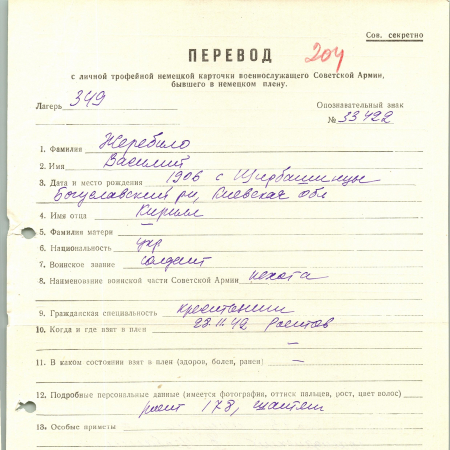 Сов. секретно
ПЕРЕВОД 204
с личной трофейной немецкой карточки военнослужащего Советской Армии,
бывшего в немецком плену.
Лагерь 349
Опознавательный знак
№ 33422
1. Фамилия Жеребило
2. Имя Василий
3. Дата и место рождения 1906 с Щербашинцы
Богуславский рн, Киевская обл
4. Имя отца Кирилл
5. Фамилия матери —
6. Национальность укр
7. Воинское звание солдат
8. Наименование воинской части Советской Армии пехота
9. Гражданская специальность крестьянин
10. Когда и где взят в плен 23.11.42 Ростов
11. В каком состоянии взят в плен (здоров, болен, ранен) —
12. Подробные персональные данные (имеется фотография, оттиск пальцев, рост, цвет волос)
рост 178, шатен
13. Особые приметы